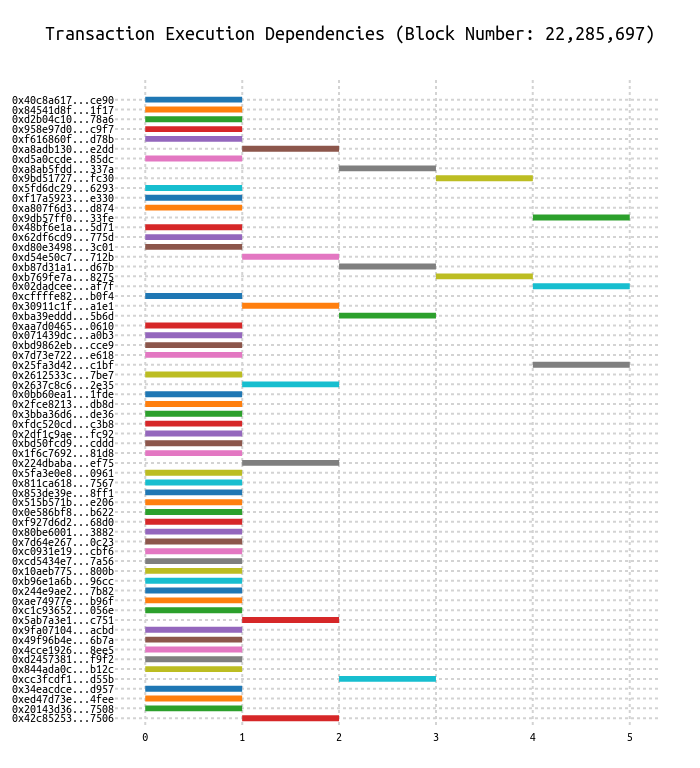 Transaction Execution Dependencies (Block Number: 22,285,697)
0x40c8a617...ce90
0x84541d8f...1f17
0xd2b04c10...78a6
0x958e97d0...c9f7
0xf616860f...d78b
0xa8adb130...e2dd
0xd5a0ccde...85dc
0xa8ab5fdd...337a
0x9bd51727...fc30
0x5fd6dc29...6293
0xf17a5923...e330
0xa807f6d3...d874
0x9db57ff0...33fe
0x48bf6e1a...5d71
0x62df6cd9...775d
0xd80e3498...3c01
0xd54e50c7...712b
0xb87d31a1...d67b
0xb769fe7a...8275
0x02dadcee...af7f
0xcffffe82...b0f4
0x30911c1f...a1e1
0xba39eddd...5b6d
0xaa7d0465...0610
0x071439dc...a0b3
0xbd9862eb...cce9
0x7d73e722...e618
0x25fa3d42...c1bf
0x2612533c...7be7
0x2637c8c6...2e35
0x0bb60ea1...1fde
0x2fce8213...db8d
0x3bba36d6...de36
0xfdc520cd...c3b8
0x2df1c9ae...fc92
0xbd50fcd9...cddd
0x1f6c7692...81d8
0x224dbaba...ef75
0x5fa3e0e8...0961
0x811ca618...7567
0x853de39e...8ff1
0x515b571b...e206
0x0e586bf8...b622
0xf927d6d2...68d0
0x80be6001...3882
0x7d64e267...0c23
0xc0931e19...cbf6
0xcd5434e7...7a56
0x10aeb775...800b
0xb96e1a6b...96cc
0x244e9ae2...7b82
0xae74977e...b96f
0xc1c93652...056e
0x5ab7a3e1...c751
0x9fa07104...acbd
0x49f96b4e...6b7a
0x4cce1926...8ee5
0xd2457381...f9f2
0x844ada0c...b12c
0xcc3fcdf1...d55b
0x34eacdce...d957
0xed47d73e...4fee
0x20143d36...7508
0x42c85253...7506
0 1 2 3 4 5